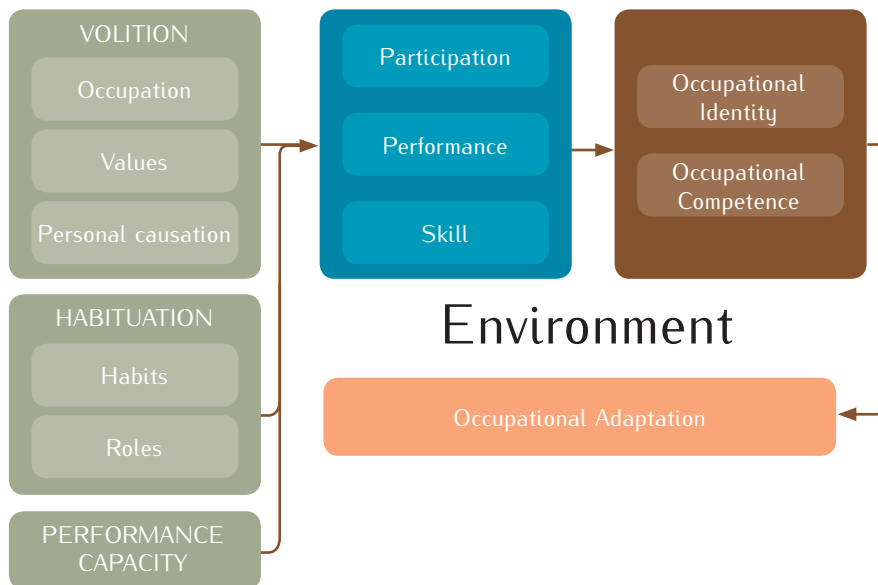 VOLITION
Occupation
Values
Personal causation
HABITUATION
Habits
Roles
PERFORMANCE
CAPACITY
Participation
Performance
Skill
Occupational
Identity
Occupational
Competence
Environment
Occupational Adaptation